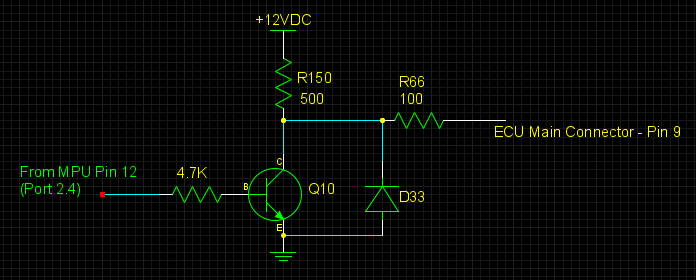 +12VDC
R150
500
R66
100
ECU Main Connector - Pin 9
From MPU Pin 12
(Port 2.4)
4.7K
C
B
Q10
E
D33